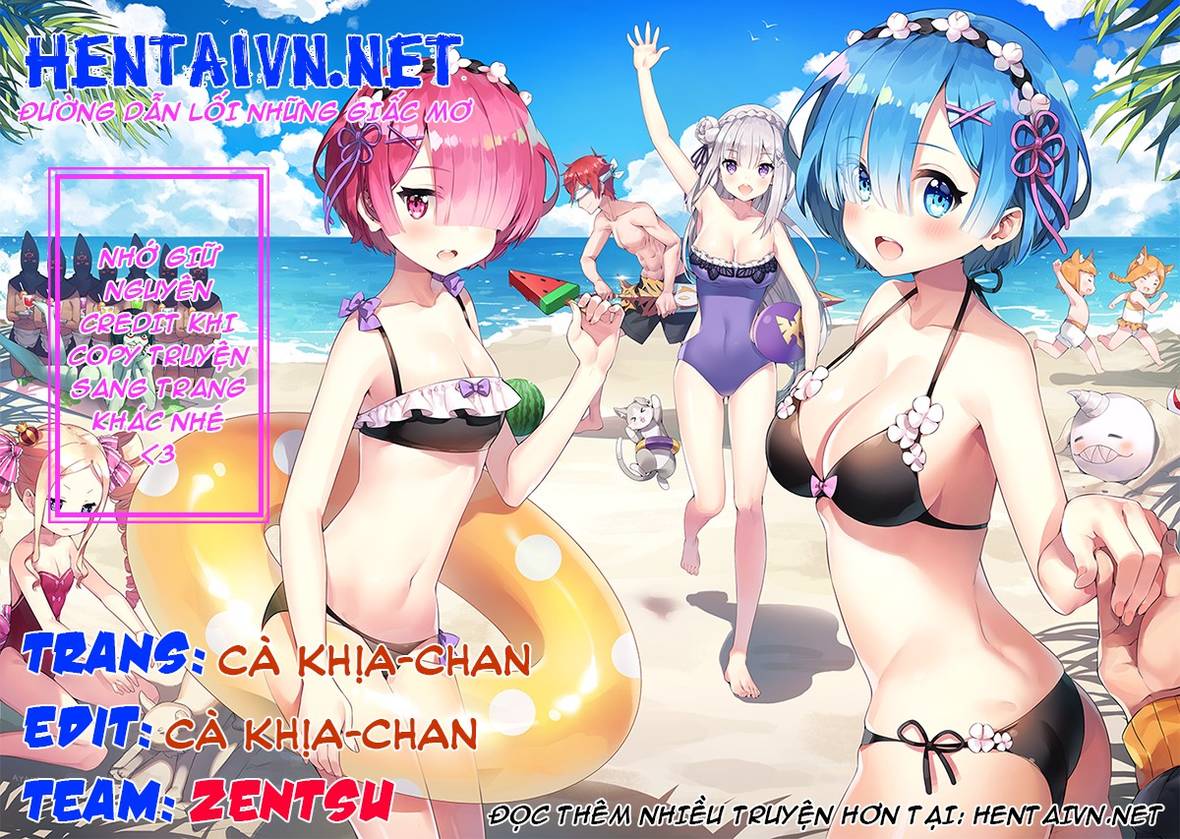 HENTAIVN.NET
ĐƯỜNG DẪN LỐI NHỮNG GIẤC MƠ
NHỚ GIỮ
NGUYÊN
CREDIT KHI
COPY TRUYỆN
SANG TRANG
KHÁC NHÉ
<3
TRANS: CÀ KHỊA-CHAN
EDIT: CÀ KHỊA-CHAN
TEAM: ZENTSU
ĐỌC THÊM NHIỀU TRUYỆN HƠN TẠI: HENTAIVN.NET